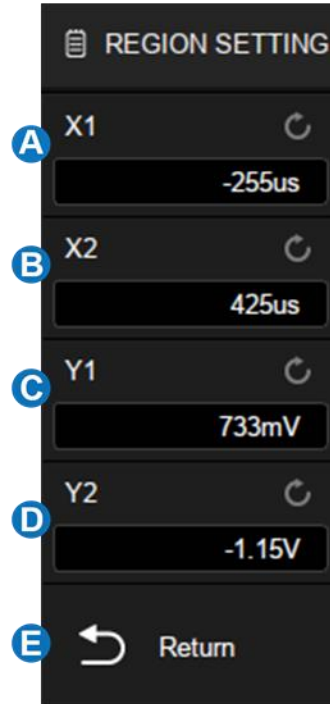 REGION SETTING
A
X1
-255us
B
X2
425us
C
Y1
733mV
D
Y2
-1.15V
E
Return